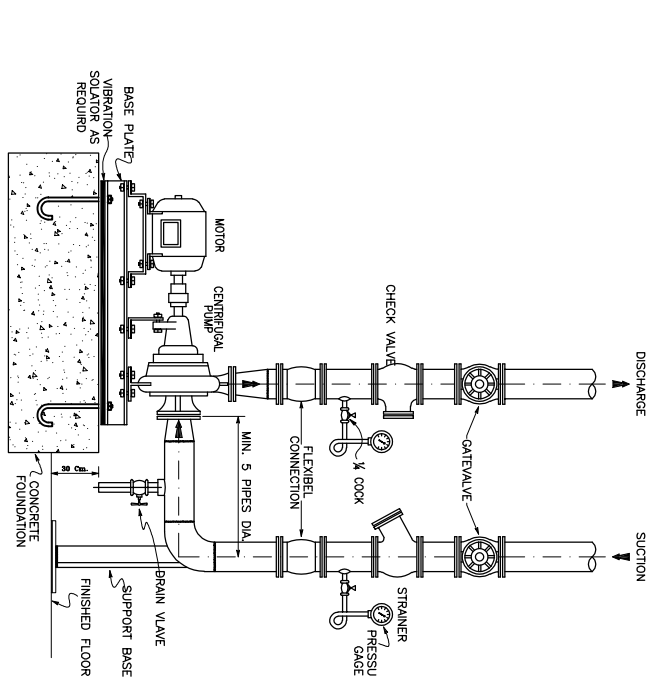 DISCHARGE
SUCTION
CHECK VALVE
GATEVALVE
¼ COCK
FLEXIBEL
CONNECTION
STRAINER
PRESSU
GAGE
MOTOR
CENTRIFUGAL
PUMP
MIN. 5 PIPES DIA.
BASE PLATE
VIBRATION
SOLATOR AS
REQUIRD
30 Cm.
DRAIN VLAVE
SUPPORT BASE
CONCRETE
FOUNDATION
FINISHED FLOOR